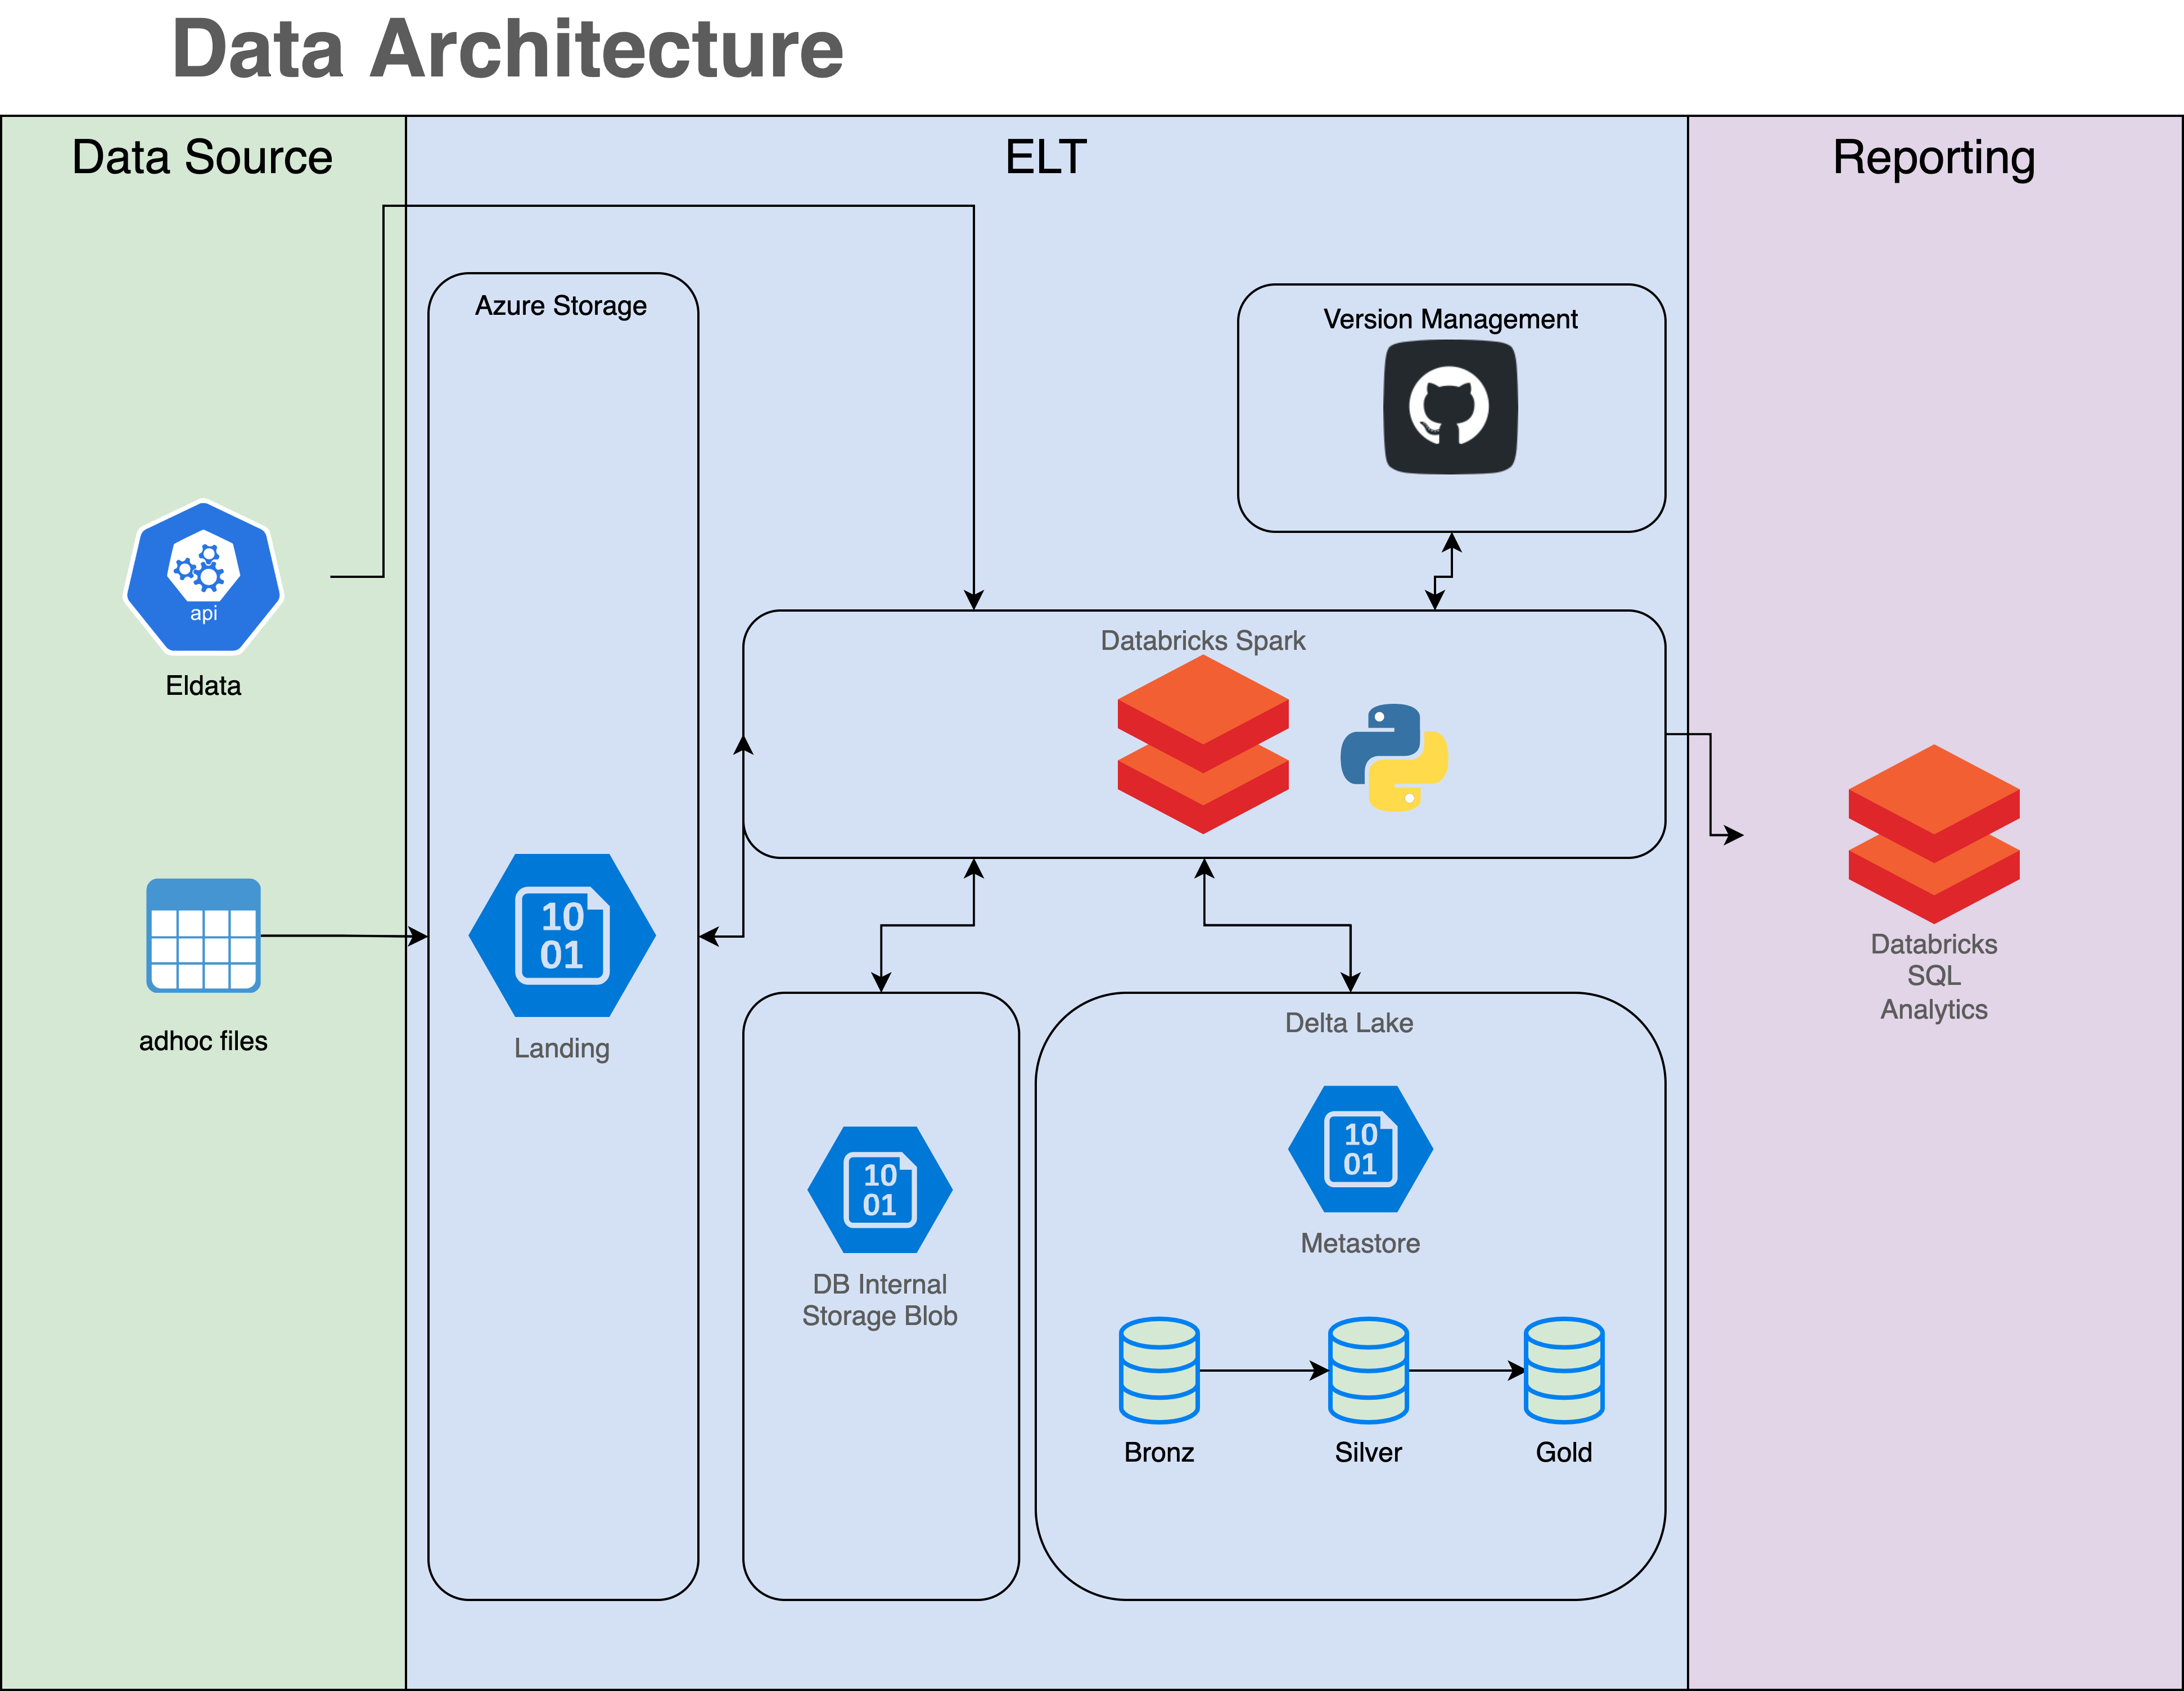 Data Architecture
Data Source
ELT
Reporting
Azure Storage
Version Management
api
Eldata
Databricks Spark
adhoc files
10
01
Landing
Databricks
SQL
Analytics
Delta Lake
10
01
Metastore
10
01
DB Internal
Storage Blob
Bronz
Silver
Gold